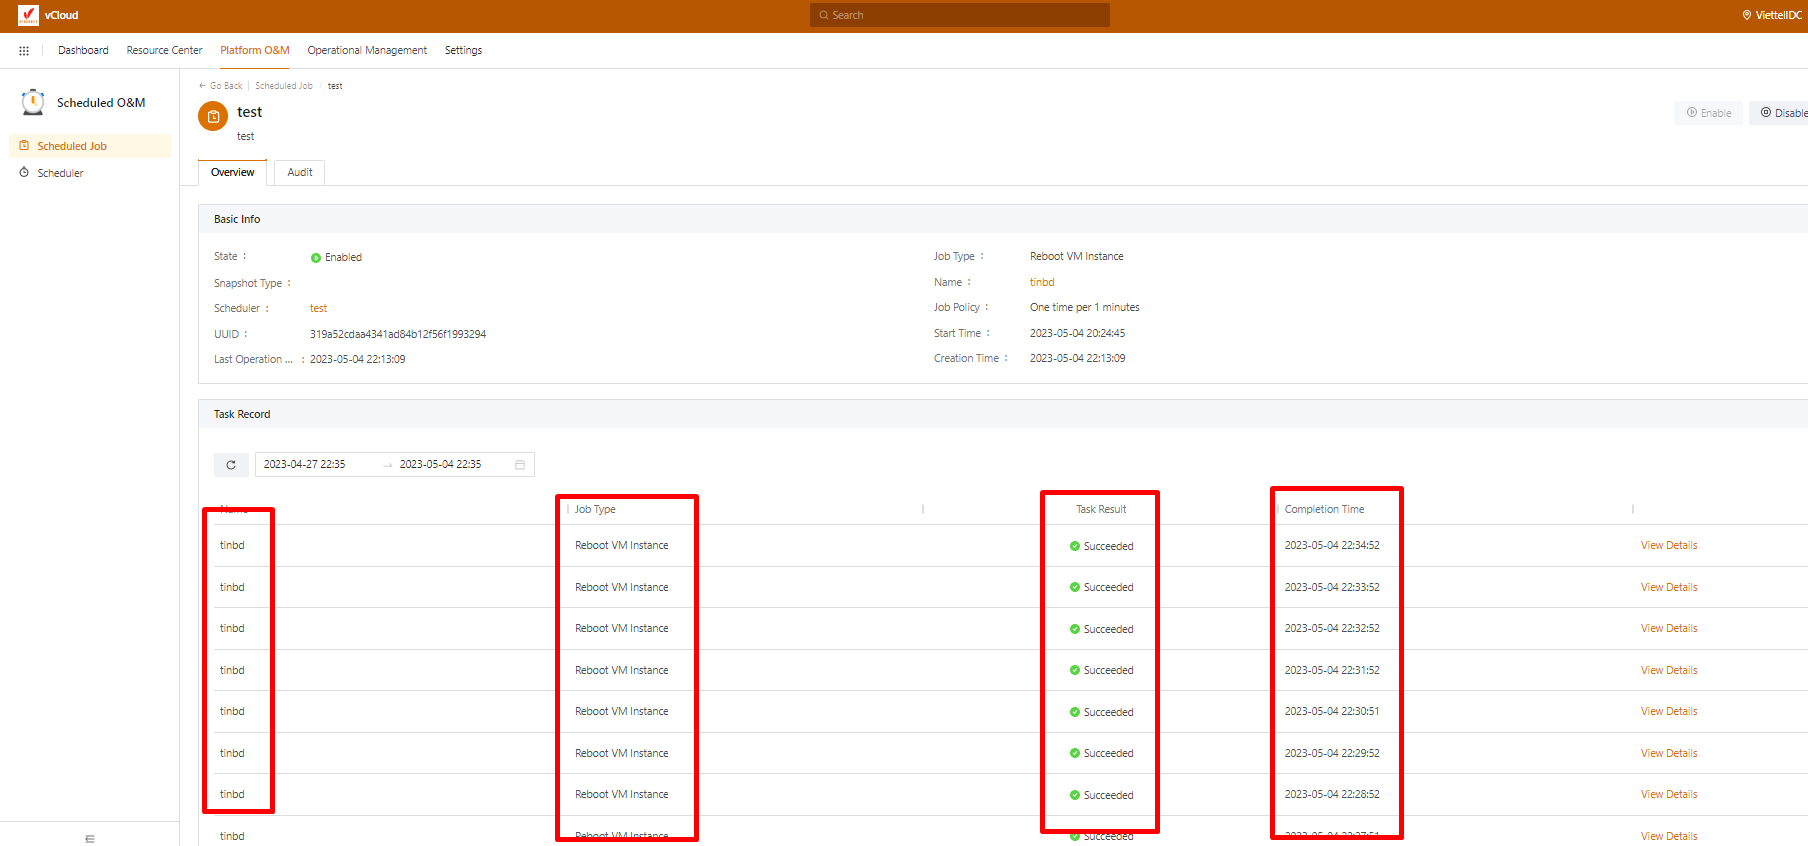 vCloud Search ViettelIDC
Dashboard Resource Center Platform O&M Operational Management Settings
Scheduled O&M
Scheduled Job
Scheduler
Go Back | Scheduled Job › test
test
test
Enable Disable
Overview Audit
Basic Info
State : Enabled Job Type : Reboot VM Instance
Snapshot Type : Name : tinbd
Scheduler : test Job Policy : One time per 1 minutes
UUID : 319a52cdaa4341ad84b12f56f1993294 Start Time : 2023-05-04 20:24:45
Last Operation ... : 2023-05-04 22:13:09 Creation Time : 2023-05-04 22:13:09
Task Record
2023-04-27 22:35 → 2023-05-04 22:35
Name Job Type Task Result Completion Time
tinbd Reboot VM Instance Succeeded 2023-05-04 22:34:52 View Details
tinbd Reboot VM Instance Succeeded 2023-05-04 22:33:52 View Details
tinbd Reboot VM Instance Succeeded 2023-05-04 22:32:52 View Details
tinbd Reboot VM Instance Succeeded 2023-05-04 22:31:52 View Details
tinbd Reboot VM Instance Succeeded 2023-05-04 22:30:51 View Details
tinbd Reboot VM Instance Succeeded 2023-05-04 22:29:52 View Details
tinbd Reboot VM Instance Succeeded 2023-05-04 22:28:52 View Details
tinbd Reboot VM Instance Succeeded 2023-05-04 22:27:51 View Details